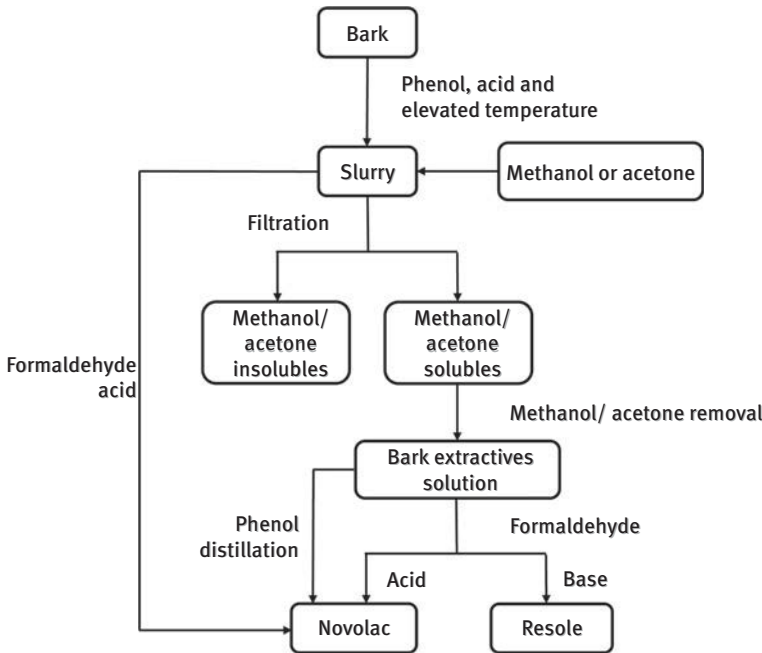 Bark
Phenol, acid and
elevated temperature
Slurry
Methanol or acetone
Filtration
Methanol/
acetone
insolubles
Methanol/
acetone
solubles
Formaldehyde
acid
Methanol/ acetone removal
Bark extractives
solution
Phenol
distillation
Formaldehyde
Acid
Base
Novolac
Resole